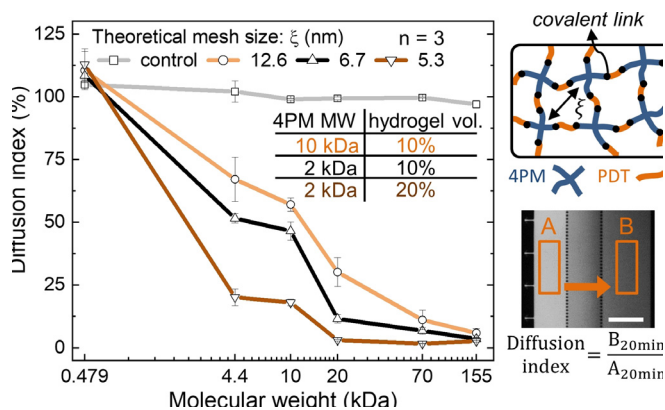 Theoretical mesh size: ξ (nm)
control 12.6 6.7 5.3
n = 3
4PM MW hydrogel vol.
10 kDa 10%
2 kDa 10%
2 kDa 20%
Diffusion index (%)
125
100
75
50
25
0
0.479 4.4 10 20 70 155
Molecular weight (kDa)
covalent link
ξ
4PM PDT
A B
Diffusion index = B20min / A20min